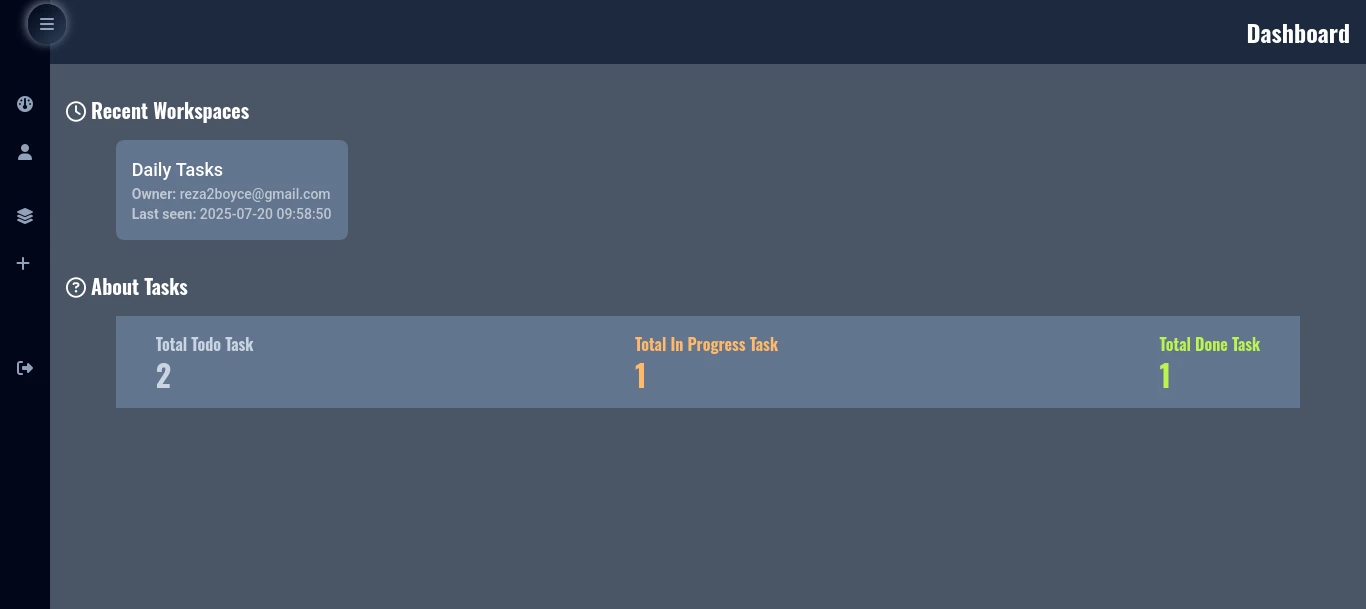 Dashboard
Recent Workspaces
Daily Tasks
Owner: reza2boyce@gmail.com
Last seen: 2025-07-20 09:58:50
About Tasks
Total Todo Task
2
Total In Progress Task
1
Total Done Task
1